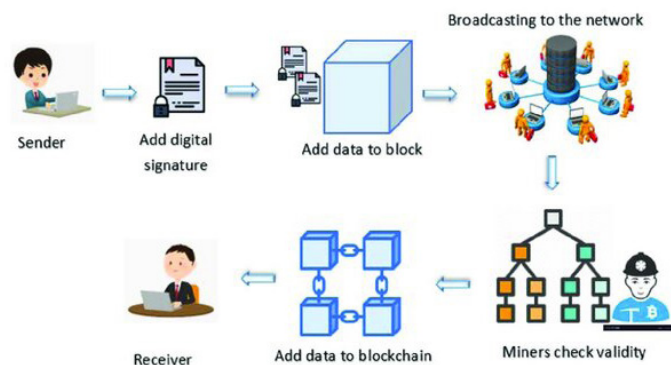 Broadcasting to the network
Sender
Add digital
signature
Add data to block
Receiver
Add data to blockchain
Miners check validity